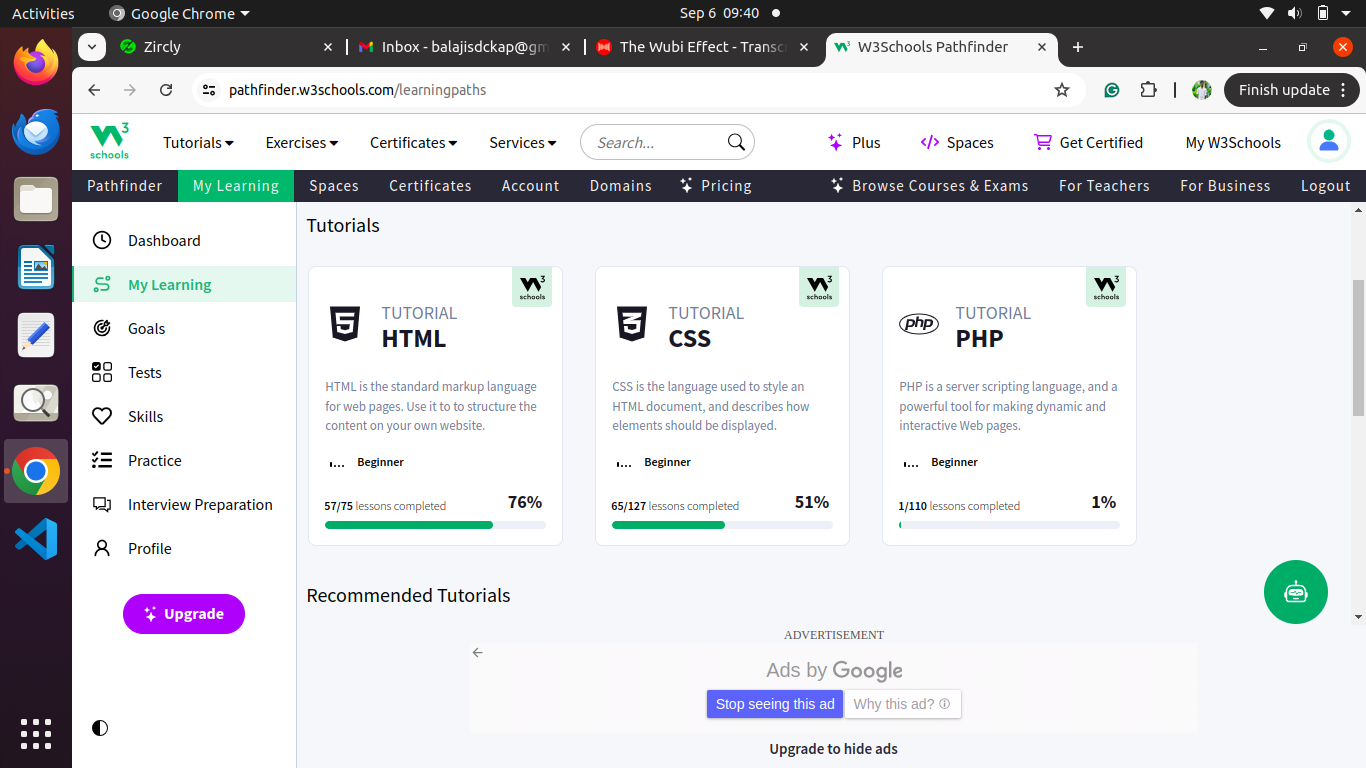 Activities
Google Chrome
Sep 6 09:40
Zircly
Inbox - balajisdckap@gm
The Wubi Effect - Transc
W3Schools Pathfinder
pathfinder.w3schools.com/learningpaths
Finish update
W 3
schools
Tutorials
Exercises
Certificates
Services
Search...
Plus
Spaces
Get Certified
My W3Schools
Pathfinder
My Learning
Spaces
Certificates
Account
Domains
Pricing
Browse Courses & Exams
For Teachers
For Business
Logout
Dashboard
My Learning
Goals
Tests
Skills
Practice
Interview Preparation
Profile
Upgrade
Tutorials
W 3
schools
TUTORIAL
HTML
HTML is the standard markup language
for web pages. Use it to to structure the
content on your own website.
Beginner
57/75 lessons completed
76%
W 3
schools
TUTORIAL
CSS
CSS is the language used to style an
HTML document, and describes how
elements should be displayed.
Beginner
65/127 lessons completed
51%
W 3
schools
php
TUTORIAL
PHP
PHP is a server scripting language, and a
powerful tool for making dynamic and
interactive Web pages.
Beginner
1/110 lessons completed
1%
Recommended Tutorials
ADVERTISEMENT
Ads by Google
Stop seeing this ad
Why this ad?
Upgrade to hide ads